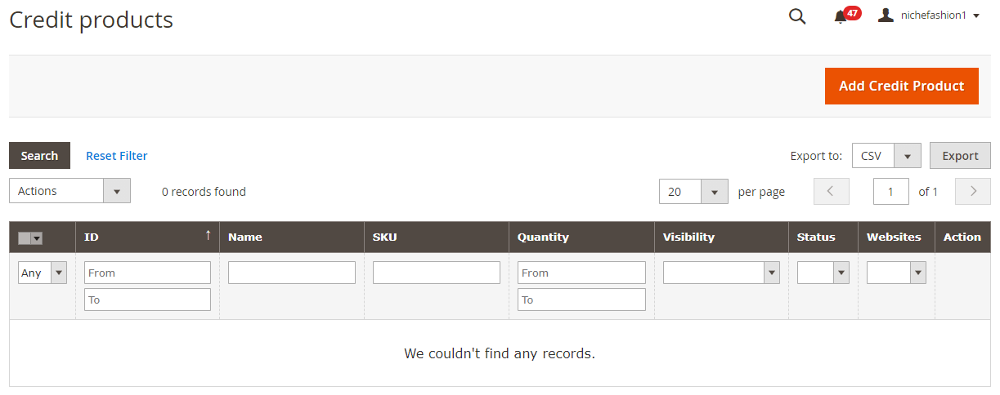 Credit products
47
nichefashion1
Add Credit Product
Search Reset Filter Export to: CSV Export
Actions 0 records found 20 per page 1 of 1
ID ↑ Name SKU Quantity Visibility Status Websites Action
Any From From
To To
We couldn't find any records.